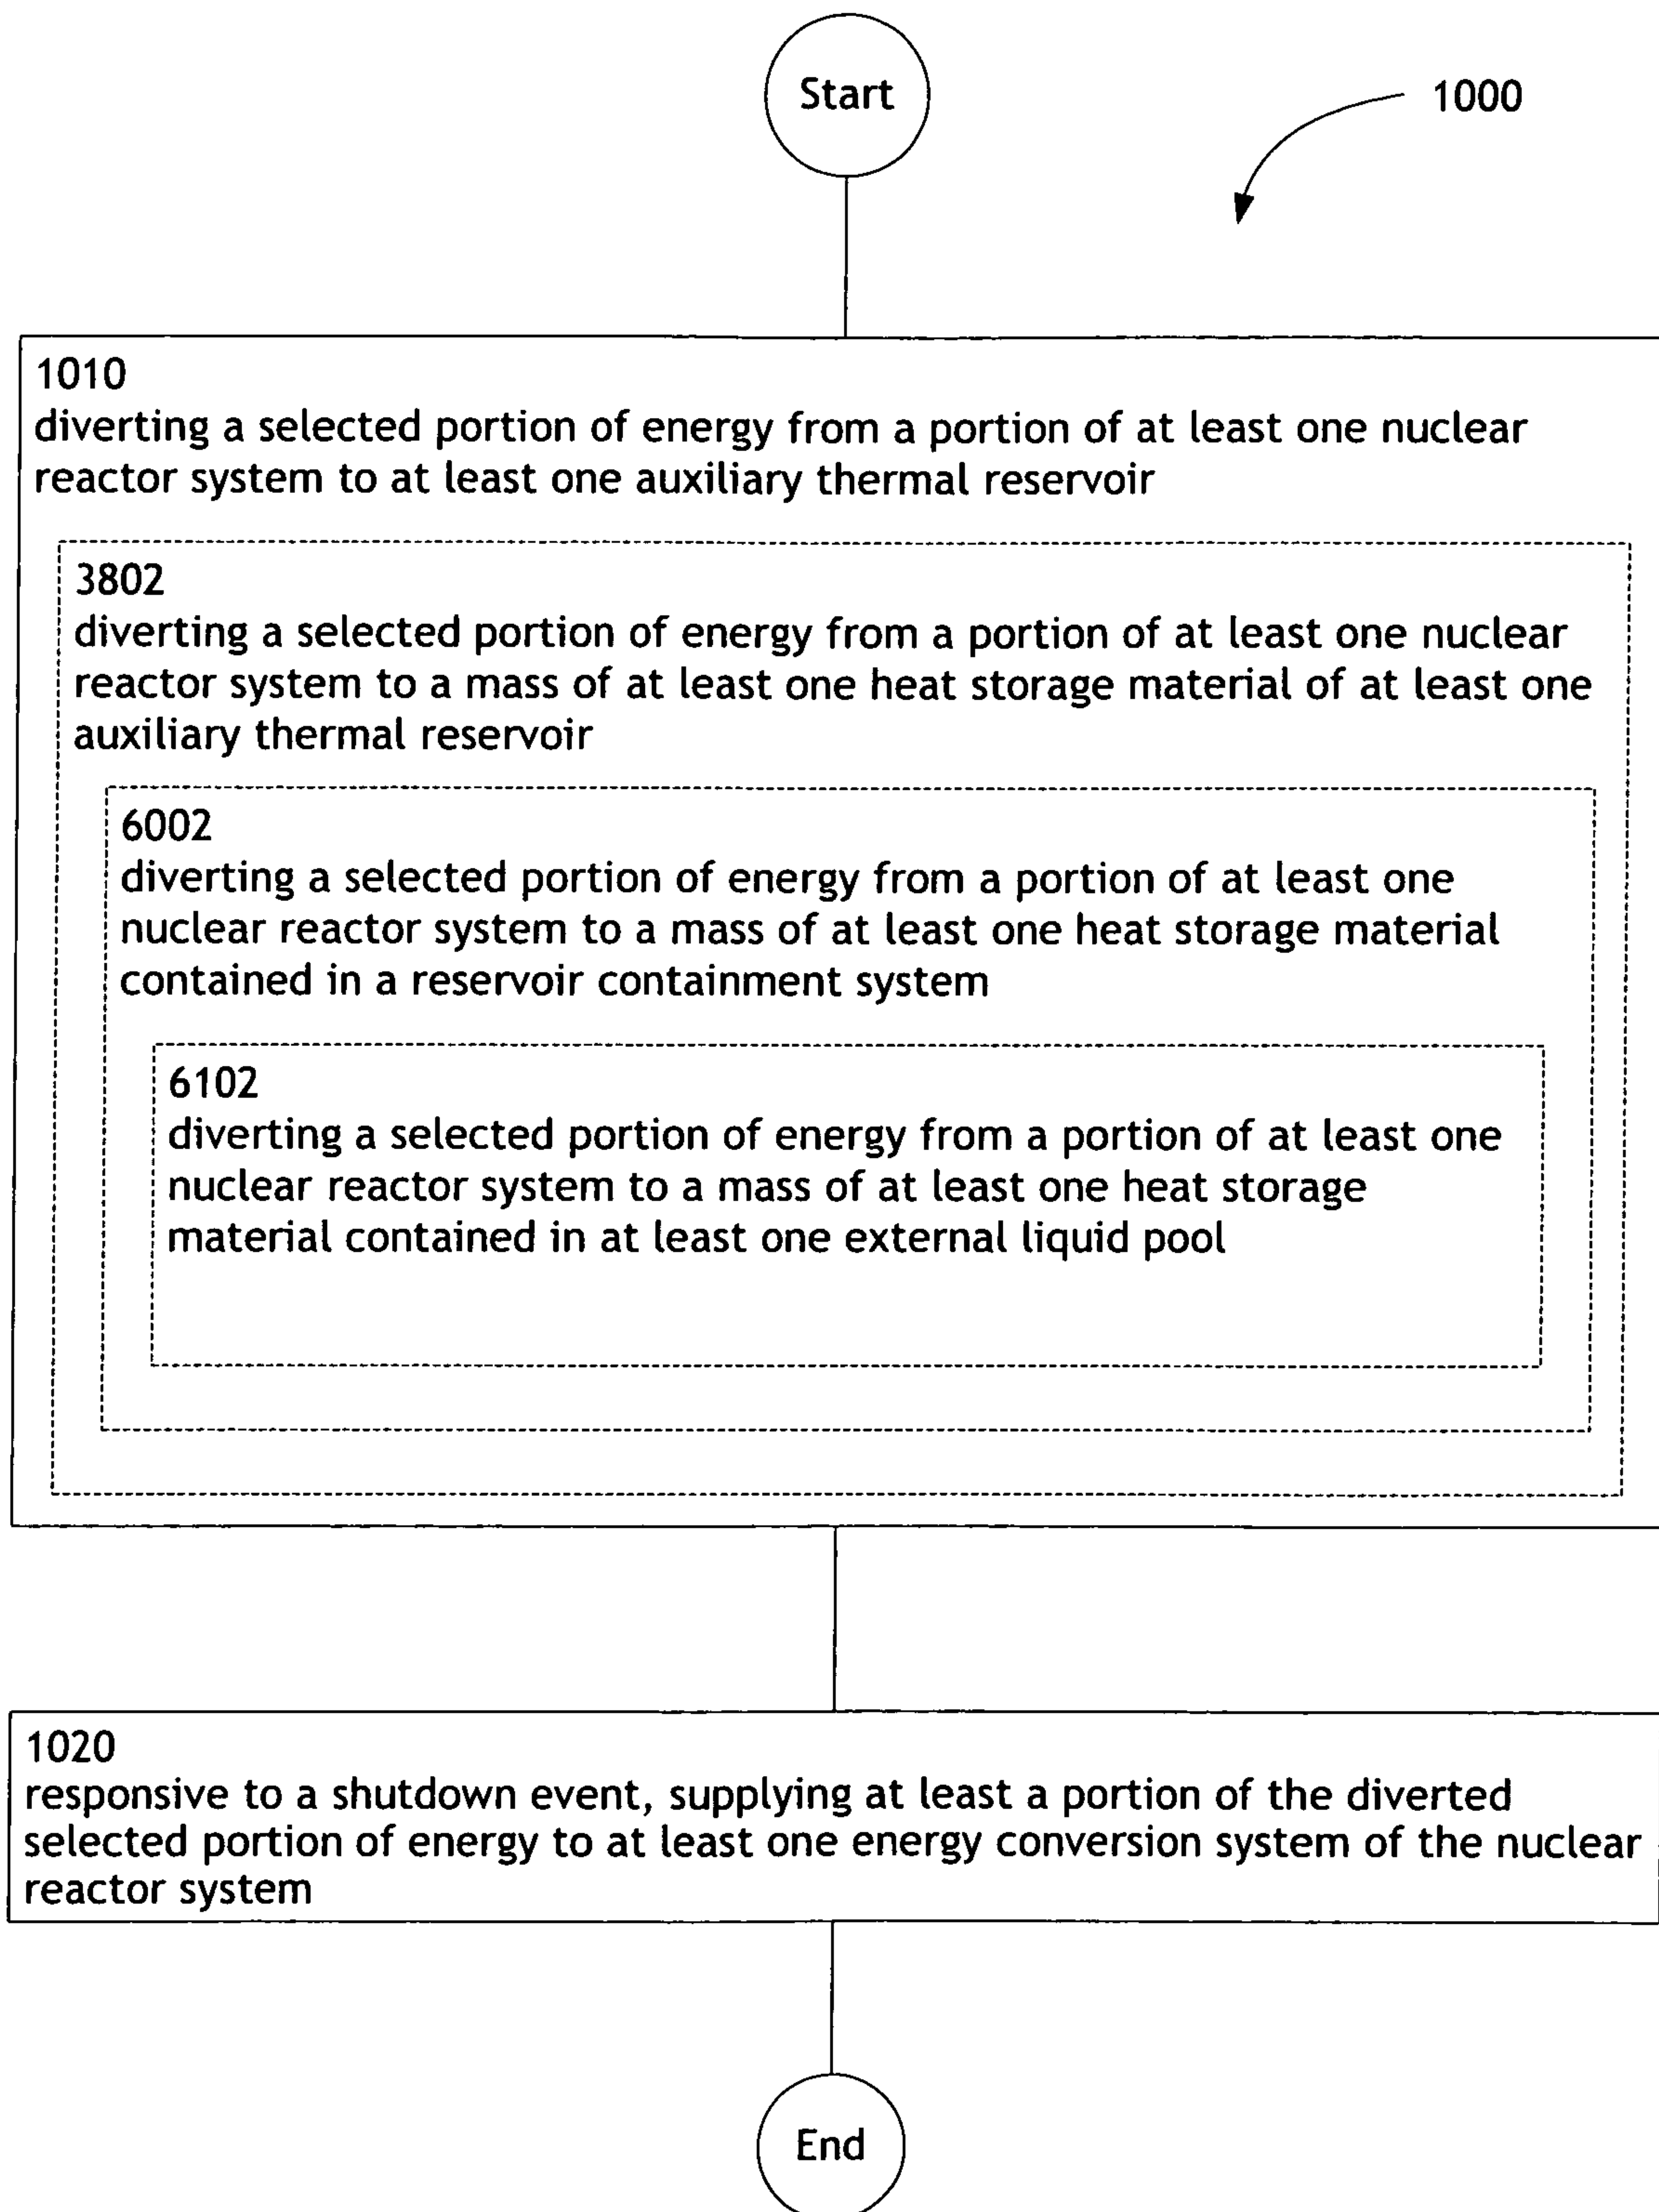 Start
1000
1010
diverting a selected portion of energy from a portion of at least one nuclear
reactor system to at least one auxiliary thermal reservoir
3802
diverting a selected portion of energy from a portion of at least one nuclear
reactor system to a mass of at least one heat storage material of at least one
auxiliary thermal reservoir
6002
diverting a selected portion of energy from a portion of at least one
nuclear reactor system to a mass of at least one heat storage material
contained in a reservoir containment system
6102
diverting a selected portion of energy from a portion of at least one
nuclear reactor system to a mass of at least one heat storage
material contained in at least one external liquid pool
1020
responsive to a shutdown event, supplying at least a portion of the diverted
selected portion of energy to at least one energy conversion system of the nuclear
reactor system
End